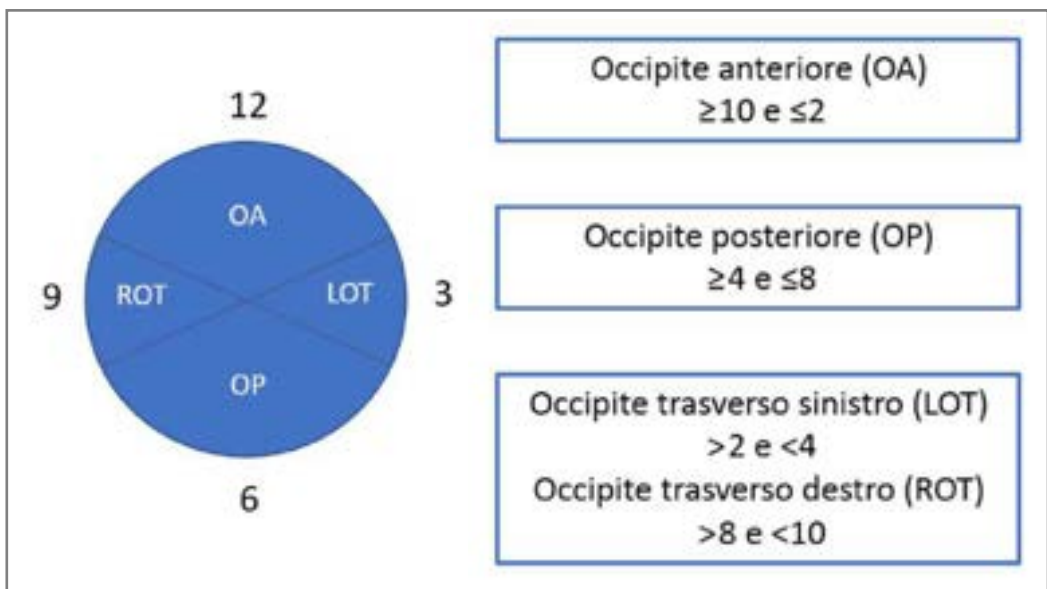 12
OA
9
ROT
LOT
3
OP
6
Occipite anteriore (OA)
≥10 e ≤2
Occipite posteriore (OP)
≥4 e ≤8
Occipite trasverso sinistro (LOT)
>2 e <4
Occipite trasverso destro (ROT)
>8 e <10